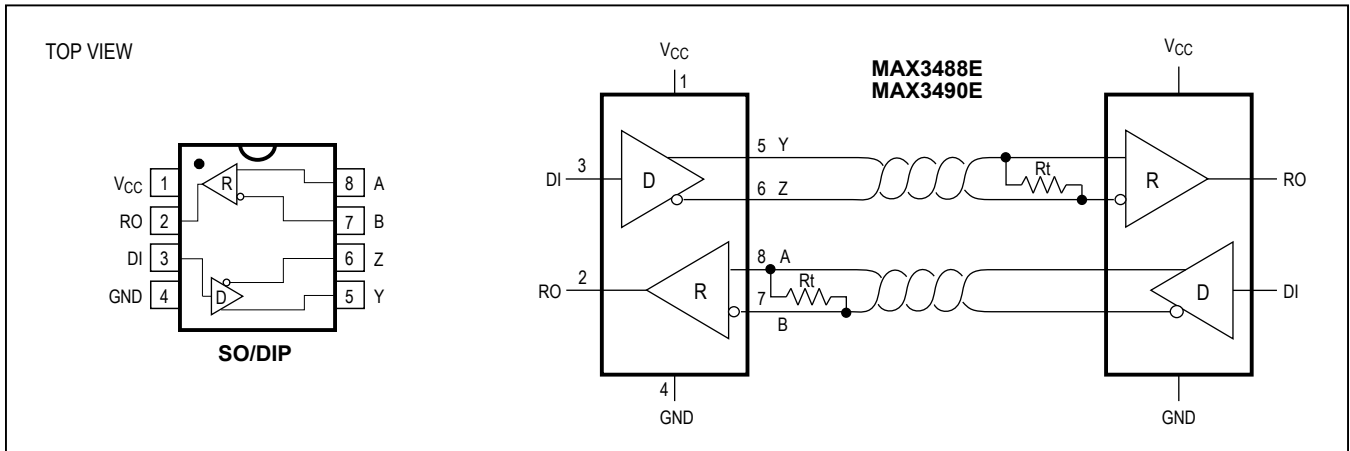 TOP VIEW
VCC 1
RO 2
DI 3
GND 4
8 A
7 B
6 Z
5 Y
R
D
SO/DIP
MAX3488E
MAX3490E
VCC
1
VCC
DI 3
D
5 Y
6 Z
Rt
R
RO
RO 2
R
8 A
7
B
Rt
D
DI
4
GND
GND